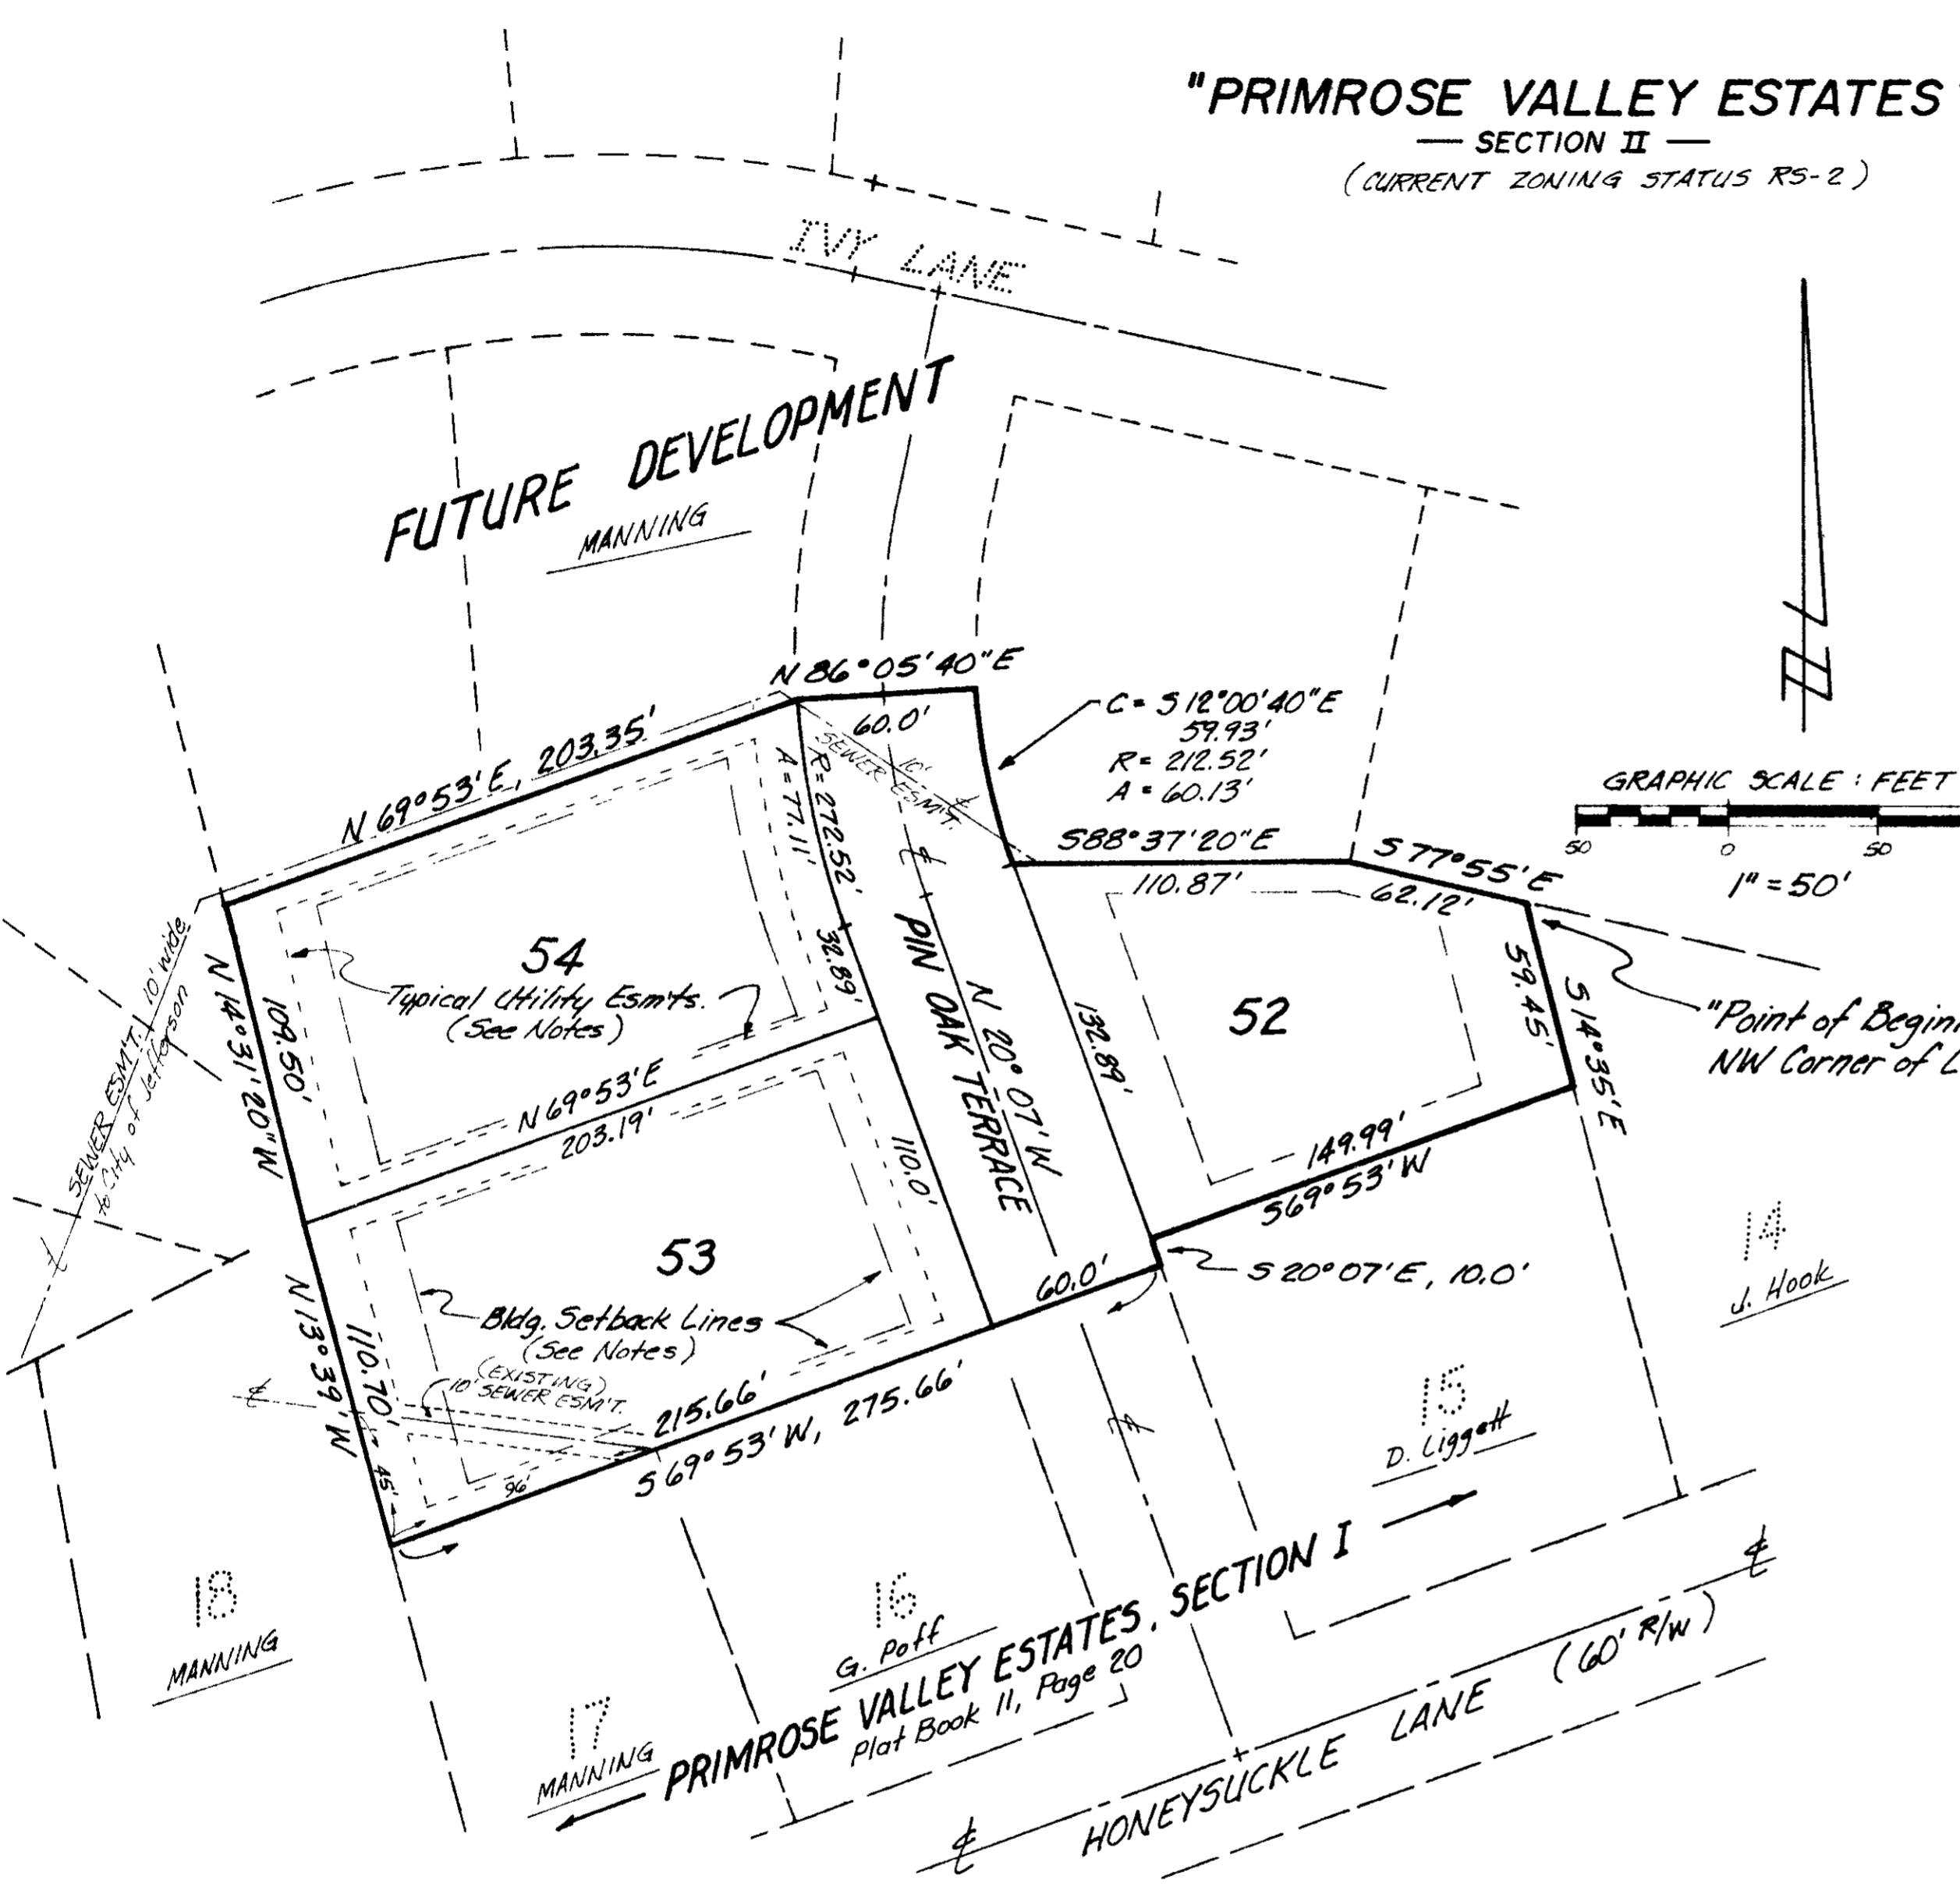 "PRIMROSE VALLEY ESTATES"
— SECTION II —
(CURRENT ZONING STATUS RS-2)
IVY LANE
FUTURE DEVELOPMENT
MANNING
N 86°05'40"E
60.0'
C = S 12°00'40"E
59.93'
R = 212.52'
A = 60.13'
GRAPHIC SCALE : FEET
50 0 50
1" = 50'
N 69°53'E, 203.35'
10'
SEWER ESM'T.
R = 272.52'
A = 77.11'
32.89'
S88°37'20"E
110.87'
S 77°55'E
62.12'
59.45'
S 14°35'E
"Point of
NW Corner of
54
Typical Utility Esmts.
(See Notes)
SEWER ESM'T. 10' wide
to City of Jefferson
N 14°31'20"W
109.50'
PIN OAK TERRACE
N 20°07'W
132.89'
52
N 69°53'E
203.19'
110.0'
149.99'
S69°53'W
53
60.0'
S 20°07'E, 10.0'
14
J. Hook
Bldg. Setback Lines
(See Notes)
(EXISTING)
10' SEWER ESM'T.
N 13°39'W
110.70'
45'
96'
215.66'
S 69°53'W, 275.66'
15
D. Liggett
18
MANNING
16
G. Poff
17
MANNING
PRIMROSE VALLEY ESTATES, SECTION I
Plat Book 11, Page 20
HONEYSUCKLE LANE (60' R/W)